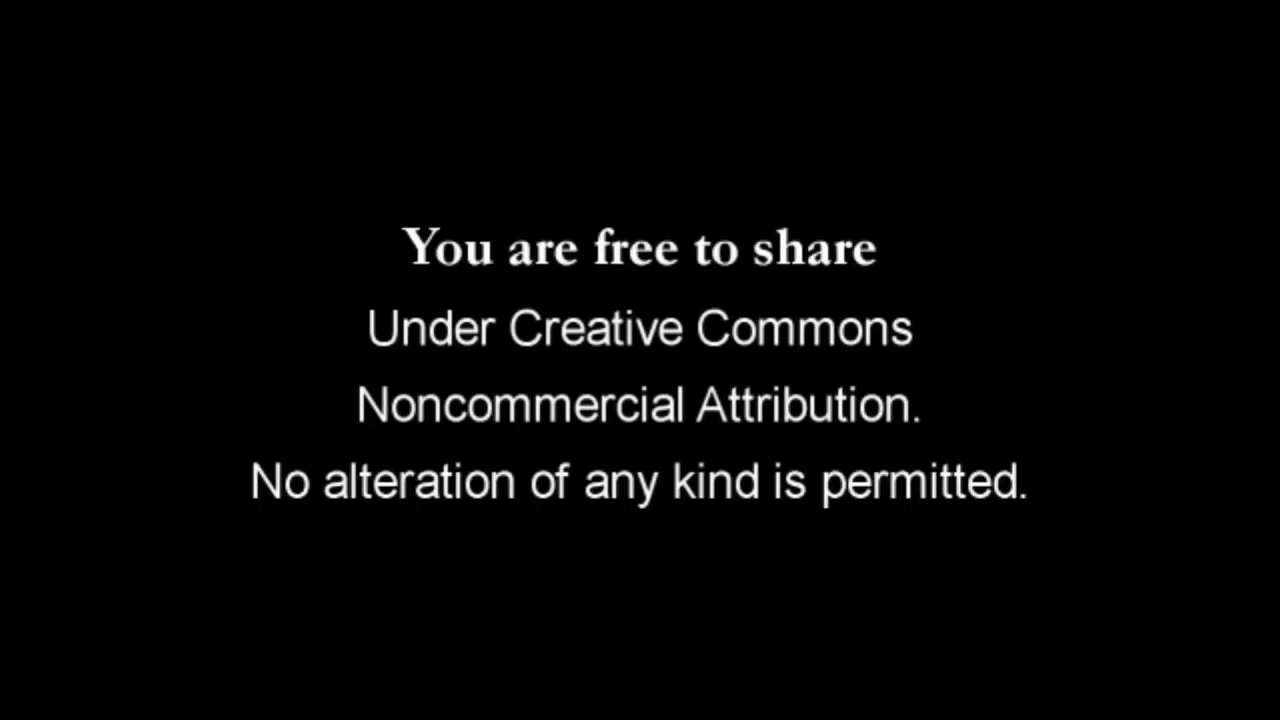 You are free to share
Under Creative Commons
Noncommercial Attribution.
No alteration of any kind is permitted.